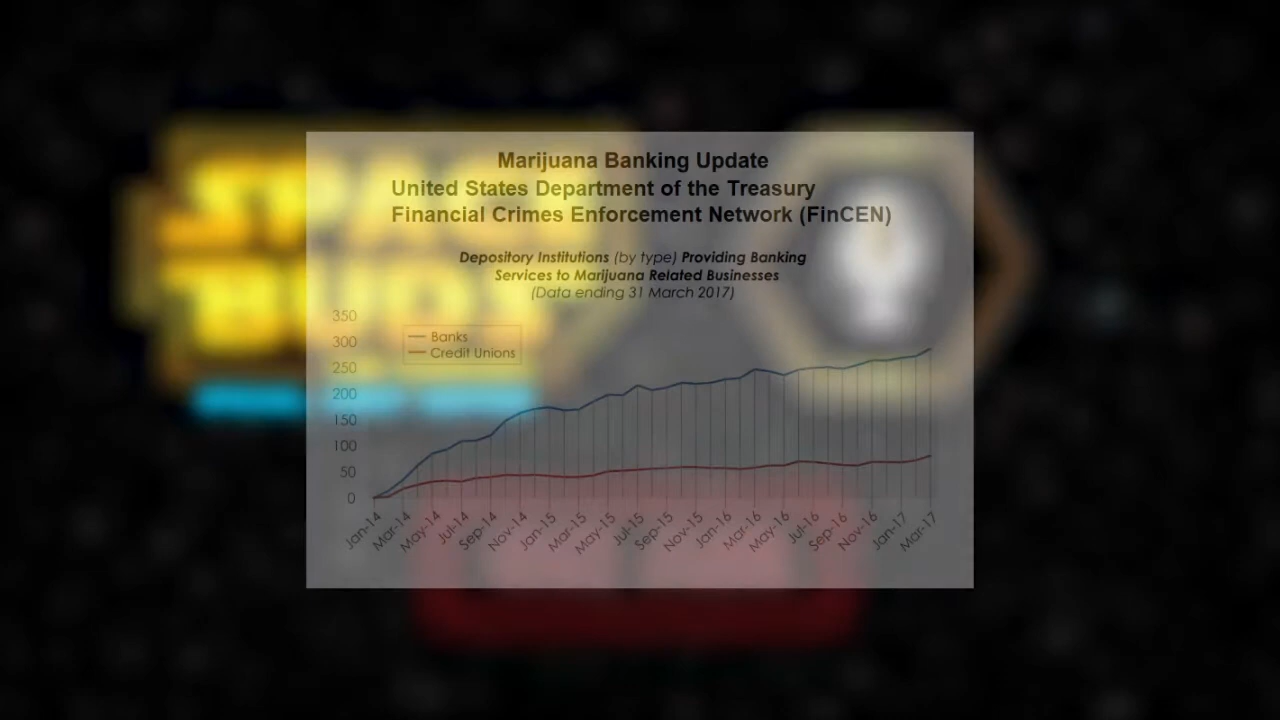 Marijuana Banking Update
United States Department of the Treasury
Financial Crimes Enforcement Network (FinCEN)
Depository Institutions (by type) Providing Banking
Services to Marijuana Related Businesses
(Data ending 31 March 2017)
350
300
250
200
150
100
50
0
Banks
Credit Unions
Jan-14
Mar-14
May-14
Jul-14
Sep-14
Nov-14
Jan-15
Mar-15
May-15
Jul-15
Sep-15
Nov-15
Jan-16
Mar-16
May-16
Jul-16
Sep-16
Nov-16
Jan-17
Mar-17